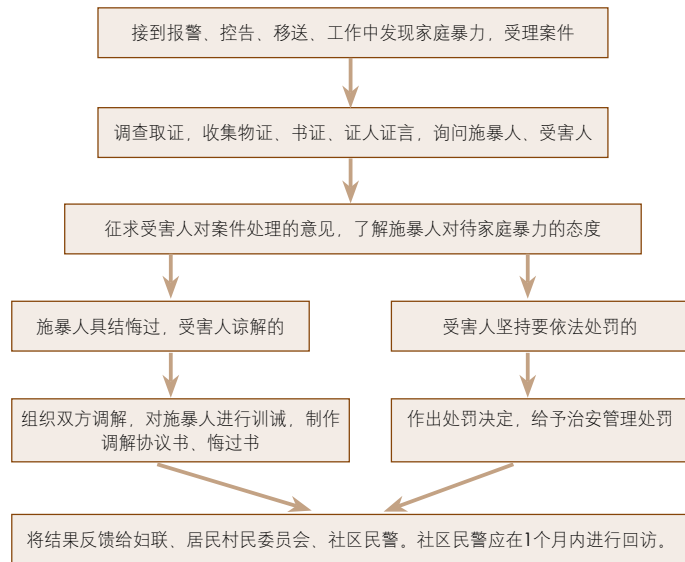 接到报警、控告、移送、工作中发现家庭暴力，受理案件
调查取证，收集物证、书证、证人证言，询问施暴人、受害人
征求受害人对案件处理的意见，了解施暴人对待家庭暴力的态度
施暴人具结悔过，受害人谅解的
受害人坚持要依法处罚的
组织双方调解，对施暴人进行训诫，制作
调解协议书、悔过书
作出处罚决定，给予治安管理处罚
将结果反馈给妇联、居民村民委员会、社区民警。社区民警应在1个月内进行回访。